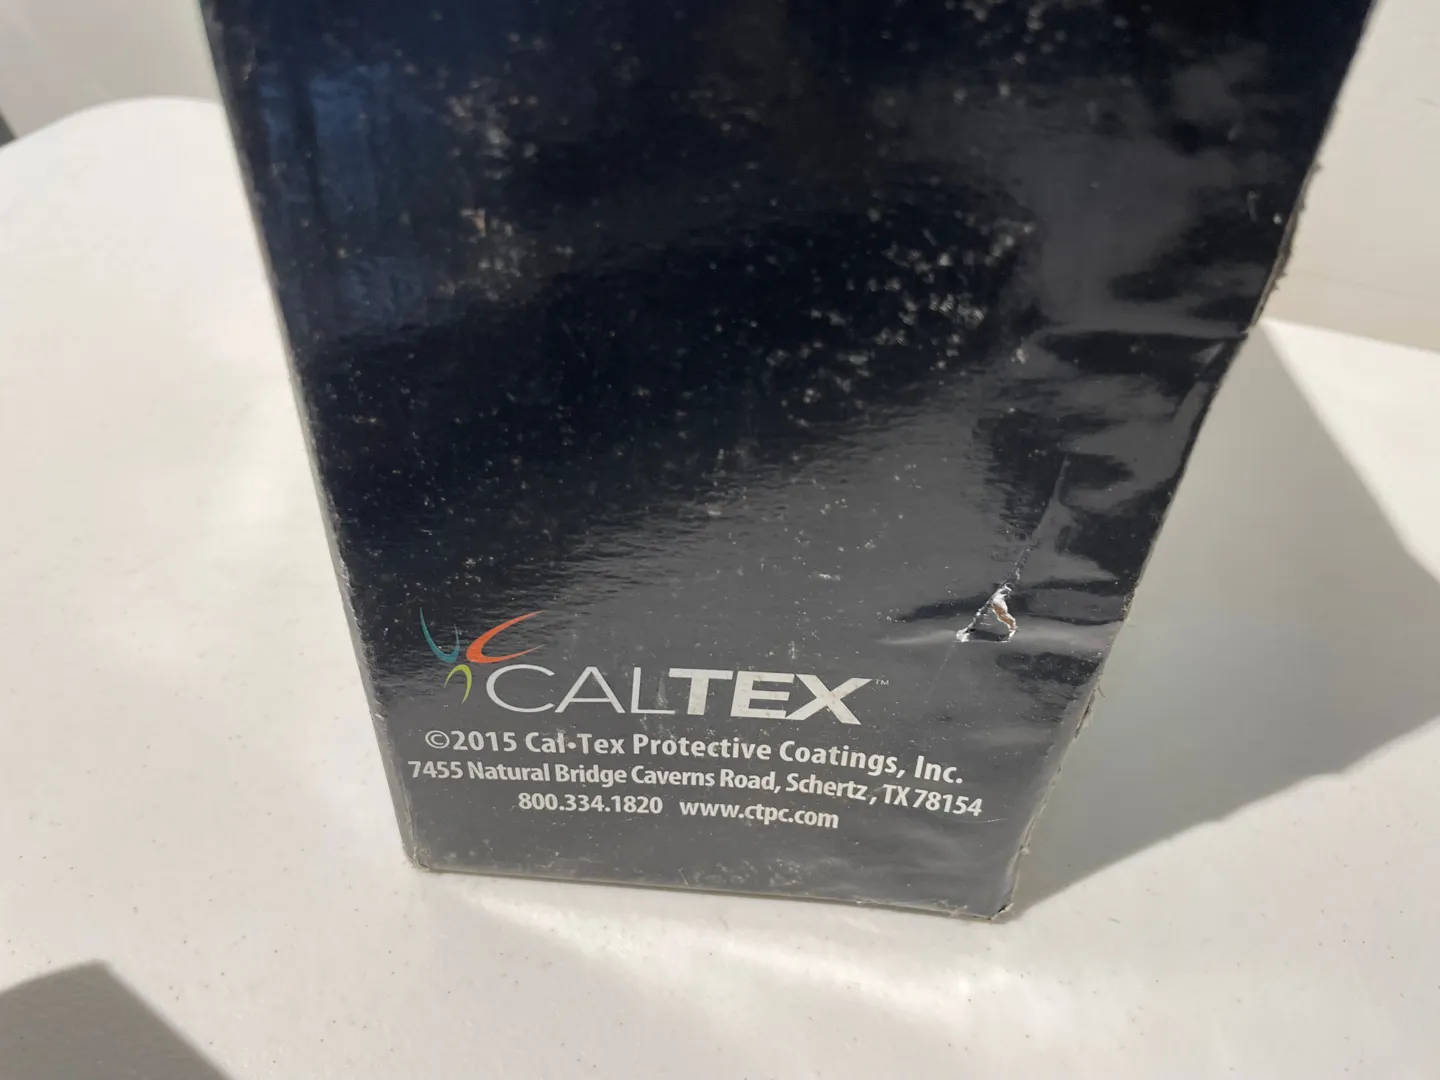 CALTEX™
©2015 Cal•Tex Protective Coatings, Inc.
7455 Natural Bridge Caverns Road, Schertz, TX 78154
800.334.1820 www.ctpc.com